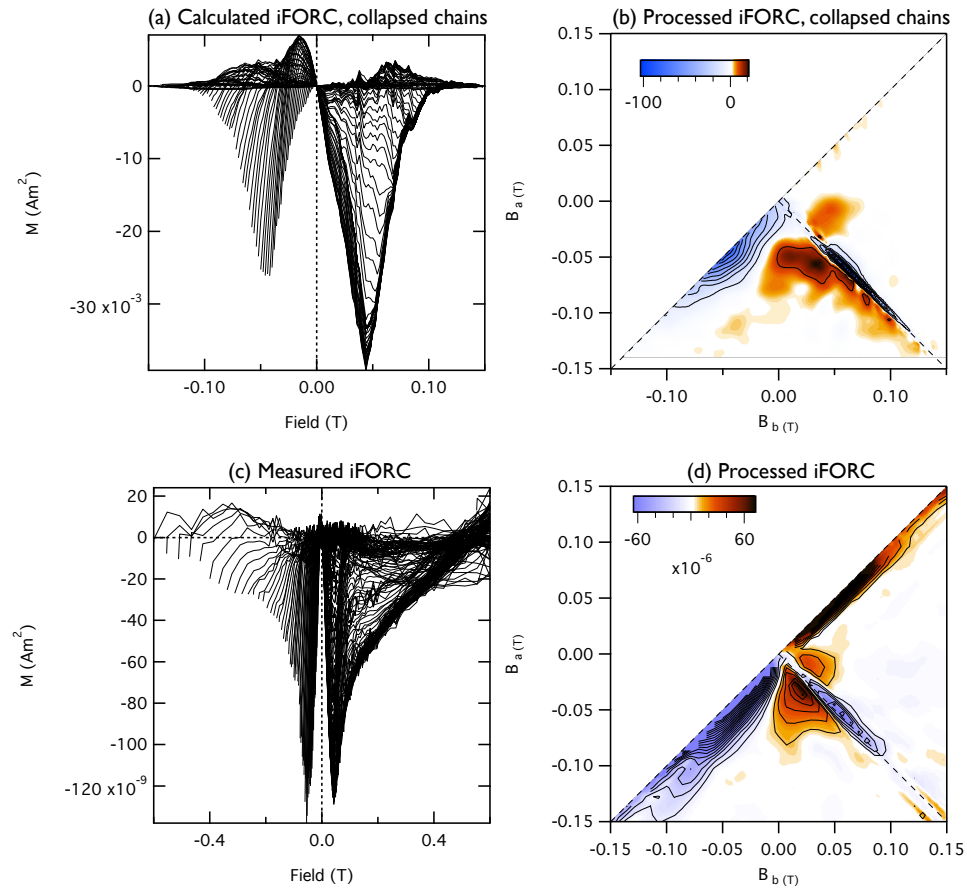 (a) Calculated iFORC, collapsed chains
0
-10
-20
-30 x10⁻³
M (Am²)
-0.10 0.00 0.10
Field (T)
(b) Processed iFORC, collapsed chains
0.15
0.10
0.05
0.00
-0.05
-0.10
-0.15
-100 0
B a (T)
-0.10 0.00 0.10
B b (T)
(c) Measured iFORC
20
0
-20
-40
-60
-80
-100
-120 x10⁻⁹
M (Am²)
-0.4 0.0 0.4
Field (T)
(d) Processed iFORC
0.15
0.10
0.05
0.00
-0.05
-0.10
-0.15
-60 0 60
x10⁻⁶
B a (T)
-0.15 -0.10 -0.05 0.00 0.05 0.10 0.15
B b (T)